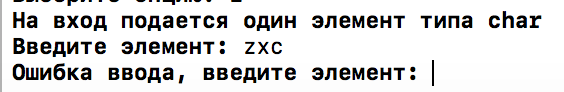 На вход подается один элемент типа char
Введите элемент: zxc
Ошибка ввода, введите элемент: